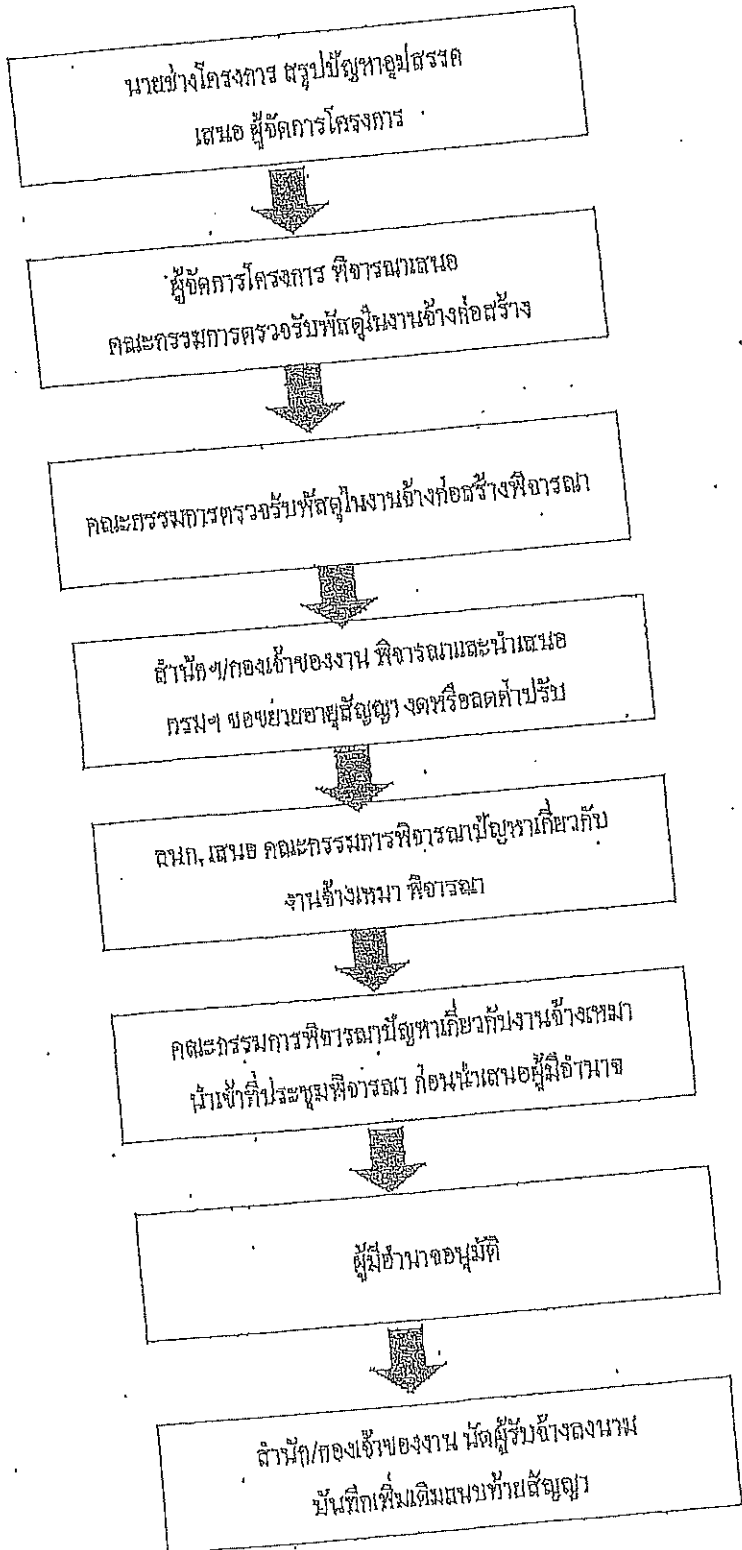 นายช่างโครงการ สรุปปัญหาอุปสรรค
เสนอ ผู้จัดการโครงการ
ผู้จัดการโครงการ พิจารณาเสนอ
คณะกรรมการตรวจรับพัสดุในงานจ้างก่อสร้าง
คณะกรรมการตรวจรับพัสดุในงานจ้างก่อสร้างพิจารณา
สำนักฯ/กองเจ้าของงาน พิจารณาและนำเสนอ
กรมฯ ขอขยายอายุสัญญา งดหรือลดค่าปรับ
ลนก. เสนอ คณะกรรมการพิจารณาปัญหาเกี่ยวกับ
งานจ้างเหมา พิจารณา
คณะกรรมการพิจารณาปัญหาเกี่ยวกับงานจ้างเหมา
นำเข้าที่ประชุมพิจารณา ก่อนนำเสนอผู้มีอำนาจ
ผู้มีอำนาจอนุมัติ
สำนัก/กองเจ้าของงาน นัดผู้รับจ้างลงนาม
บันทึกเพิ่มเติมแนบท้ายสัญญา